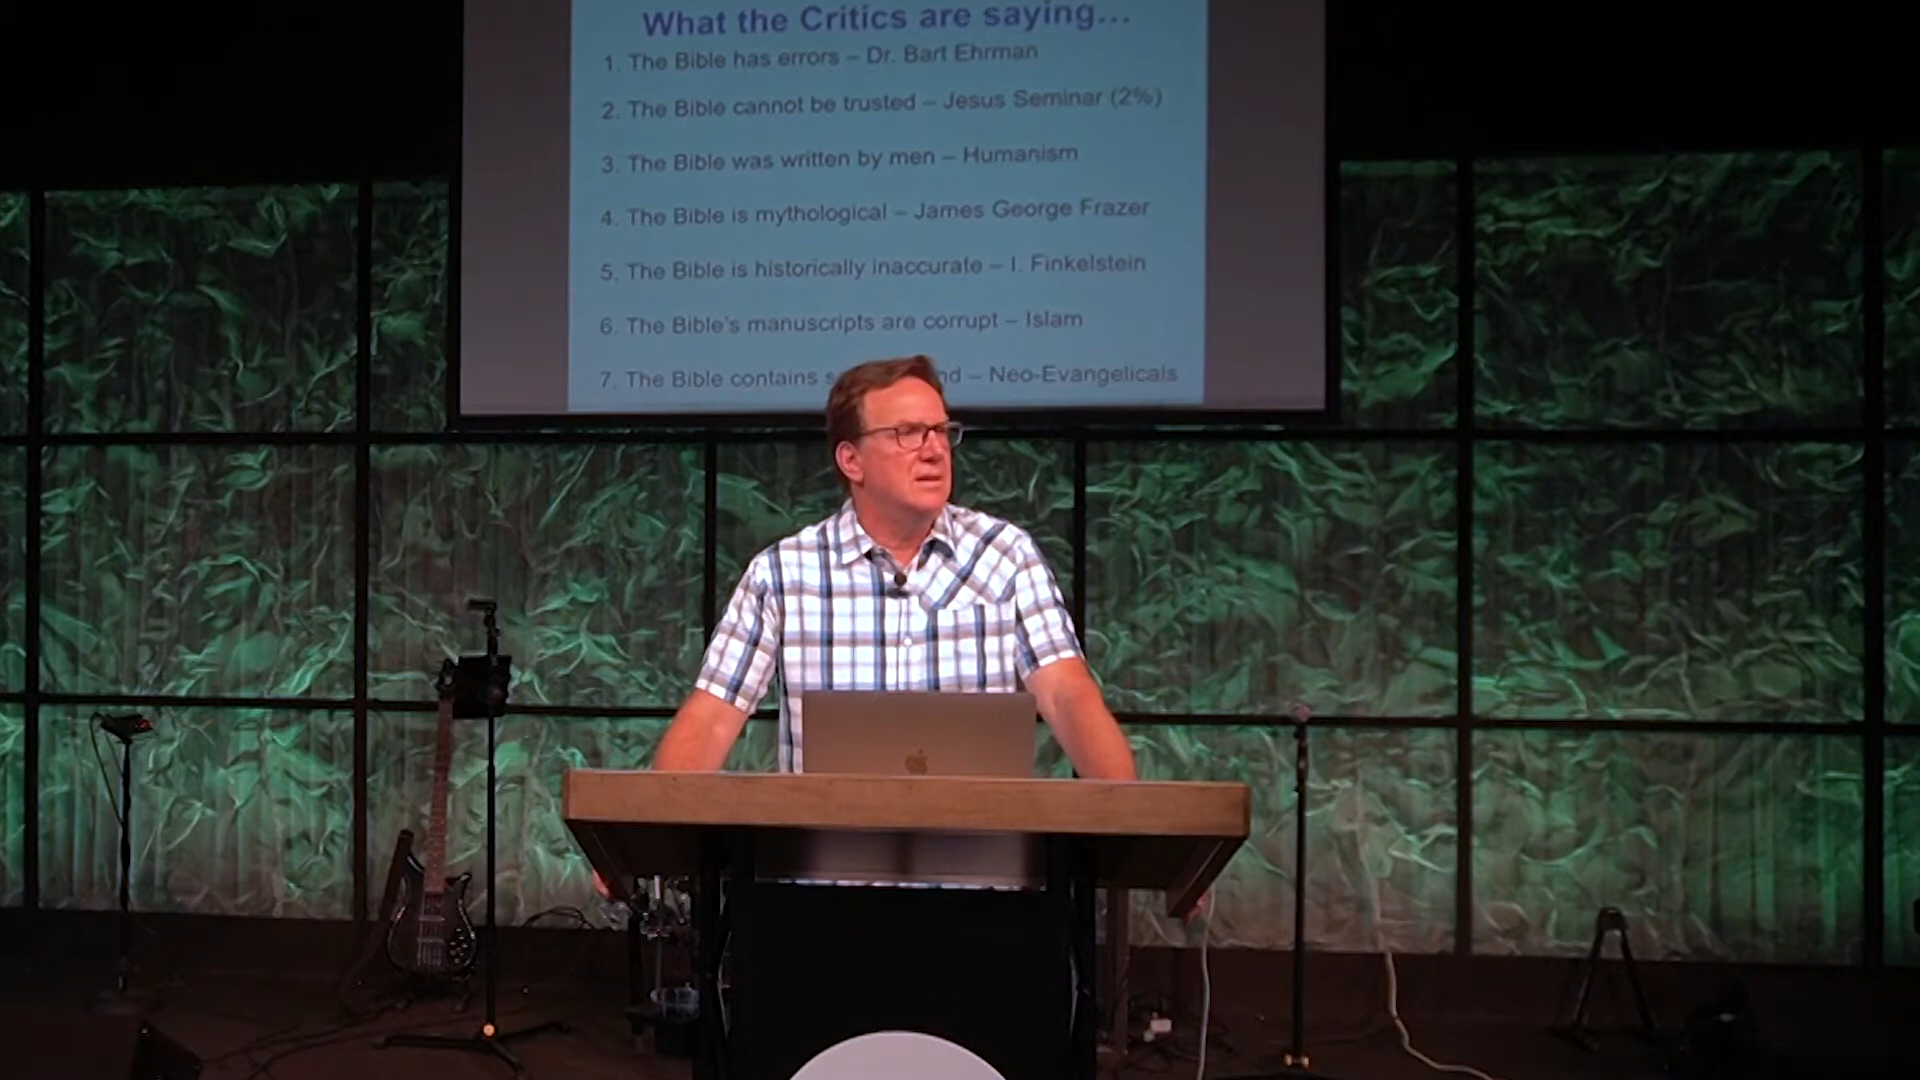 What the Critics are saying...
1. The Bible has errors – Dr. Bart Ehrman
2. The Bible cannot be trusted – Jesus Seminar (2%)
3. The Bible was written by men – Humanism
4. The Bible is mythological – James George Frazer
5. The Bible is historically inaccurate – I. Finkelstein
6. The Bible's manuscripts are corrupt – Islam
7. The Bible contains – Neo-Evangelicals